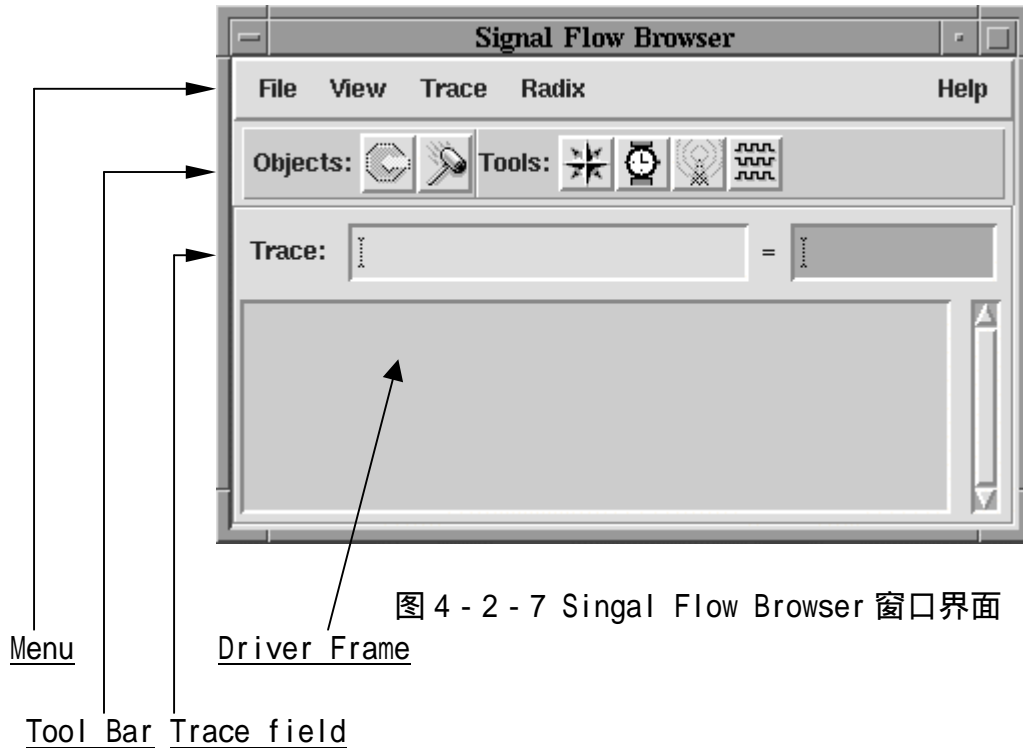 Signal Flow Browser
File View Trace Radix Help
Objects: Tools:
Trace: =
图 4 - 2 - 7 Singal Flow Browser 窗口界面
Menu Driver Frame
Tool Bar Trace field